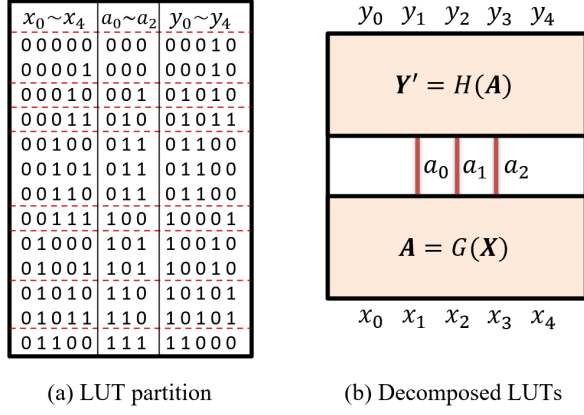 x₀~x₄ a₀~a₂ y₀~y₄
00000 000 00010
00001 000 00010
00010 001 01010
00011 010 01011
00100 011 01100
00101 011 01100
00110 011 01100
00111 100 10001
01000 101 10010
01001 101 10010
01010 110 10101
01011 110 10101
01100 111 11000
(a) LUT partition
y₀ y₁ y₂ y₃ y₄
Y′ = H(A)
a₀ a₁ a₂
A = G(X)
x₀ x₁ x₂ x₃ x₄
(b) Decomposed LUTs